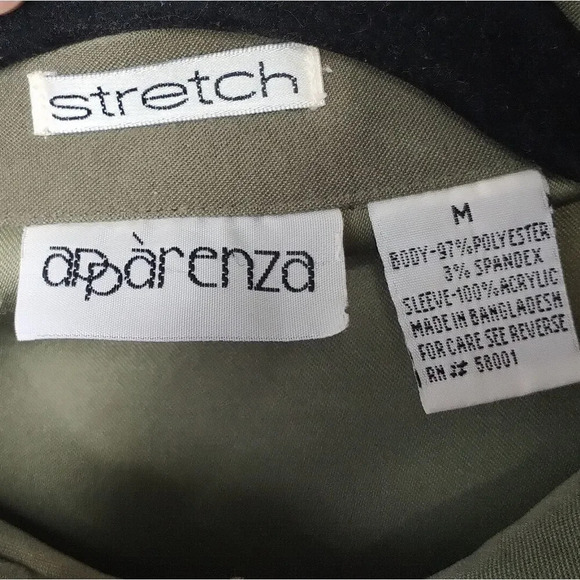 stretch
appàrenza
M
BODY-97%POLYESTER
3% SPANDEX
SLEEVE-100%ACRYLIC
MADE IN BANGLADESH
FOR CARE SEE REVERSE
RN # 58001